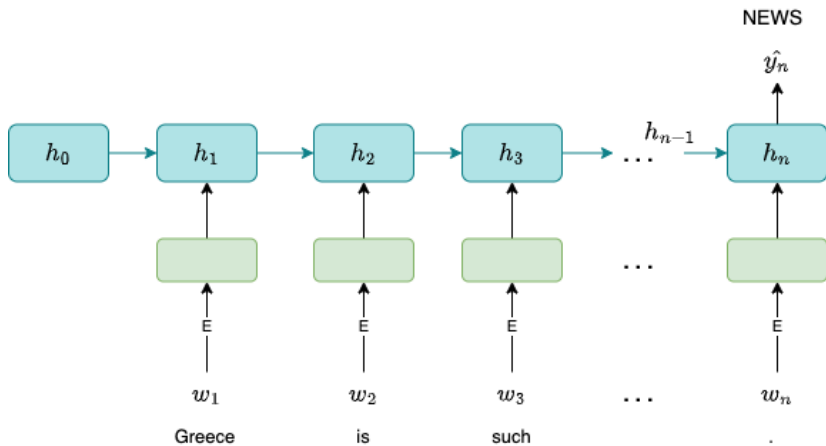 NEWS
ŷₙ
hₙ₋₁
h₀ h₁ h₂ h₃ ... hₙ
...
E E E E
w₁ w₂ w₃ ... wₙ
Greece is such .